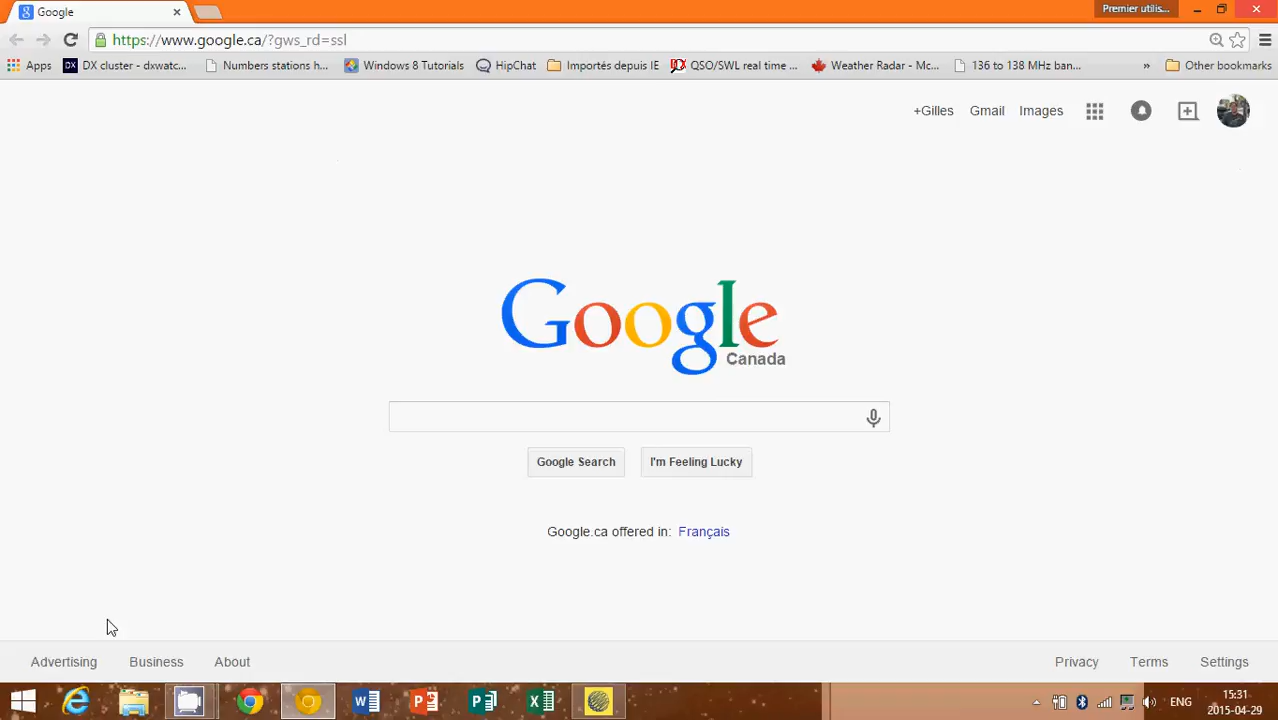 Google
Premier utilis...
https://www.google.ca/?gws_rd=ssl
Apps DX cluster - dxwatc... Numbers stations h... Windows 8 Tutorials HipChat Importés depuis IE QSO/SWL real time ... Weather Radar - Mc... 136 to 138 MHz ban... » Other bookmarks
+Gilles Gmail Images
Google
Canada
Google Search I'm Feeling Lucky
Google.ca offered in: Français
Advertising Business About Privacy Terms Settings
ENG 15:31
2015-04-29